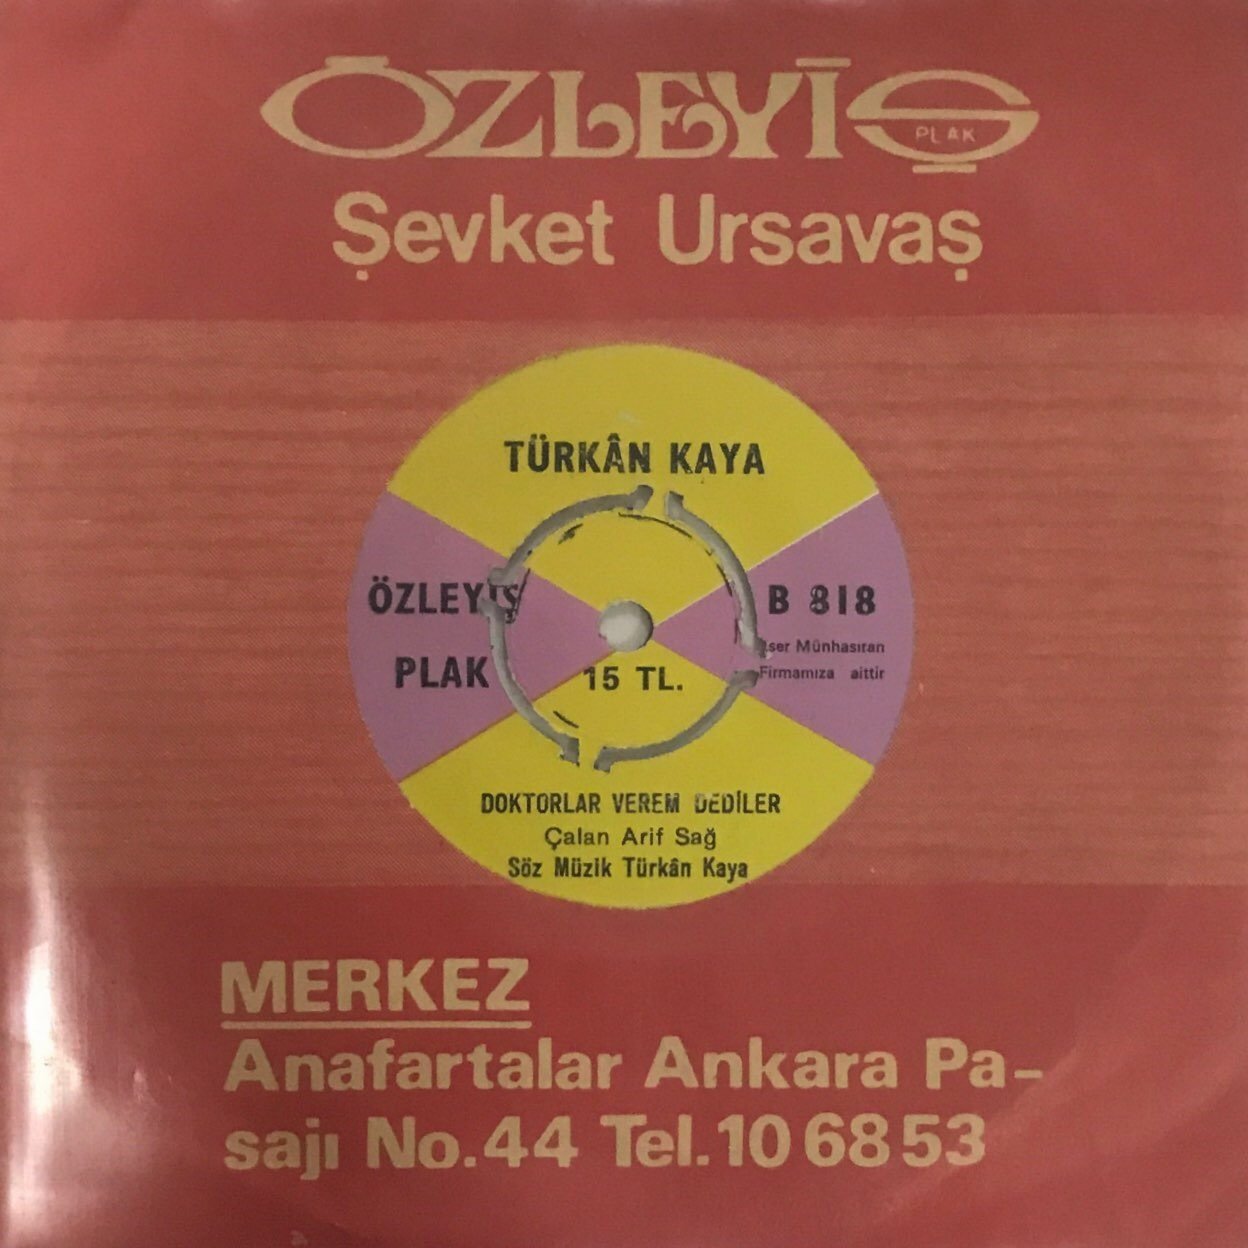 ÖZLEYİŞ
PLAK
Şevket Ursavaş
TÜRKÂN KAYA
ÖZLEYİŞ
PLAK
B 818
Eser Münhasıran
Firmamıza aittir
15 TL.
DOKTORLAR VEREM DEDİLER
Çalan Arif Sağ
Söz Müzik Türkân Kaya
MERKEZ
Anafartalar Ankara Pa-
sajı No.44 Tel.10 68 53